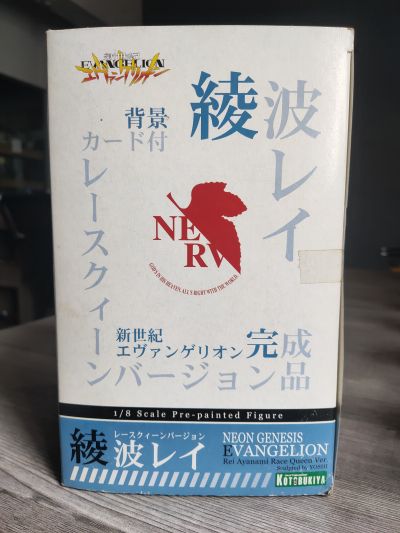 新世紀
EVANGELION
エヴァンゲリオン
綾波レイ
背景
カード付
レースクィーン
バージョン
NERV
GOD'S IN HIS HEAVEN. ALL'S RIGHT WITH THE WORLD.
新世紀
エヴァンゲリオン
完成品
1/8 Scale Pre-painted Figure
レースクィーンバージョン
綾波レイ
NEON GENESIS
EVANGELION
Rei Ayanami Race Queen Ver.
Sculpted by YOSHI
KOTOBUKIYA